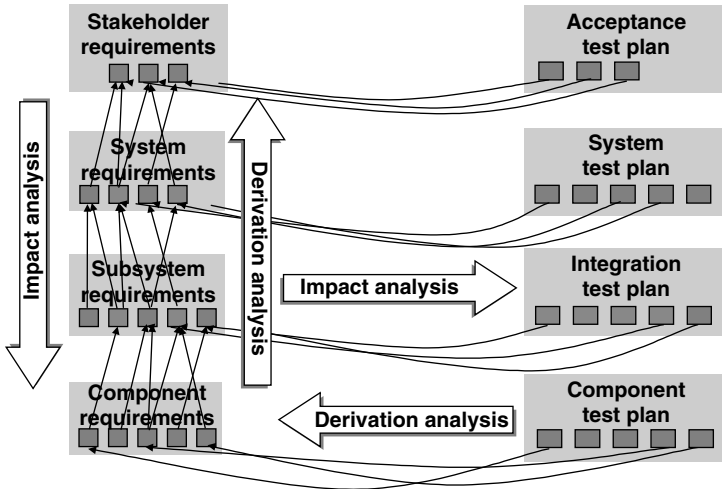 Stakeholder
requirements
Acceptance
test plan
Impact analysis
System
requirements
Derivation analysis
System
test plan
Subsystem
requirements
Impact analysis
Integration
test plan
Component
requirements
Derivation analysis
Component
test plan